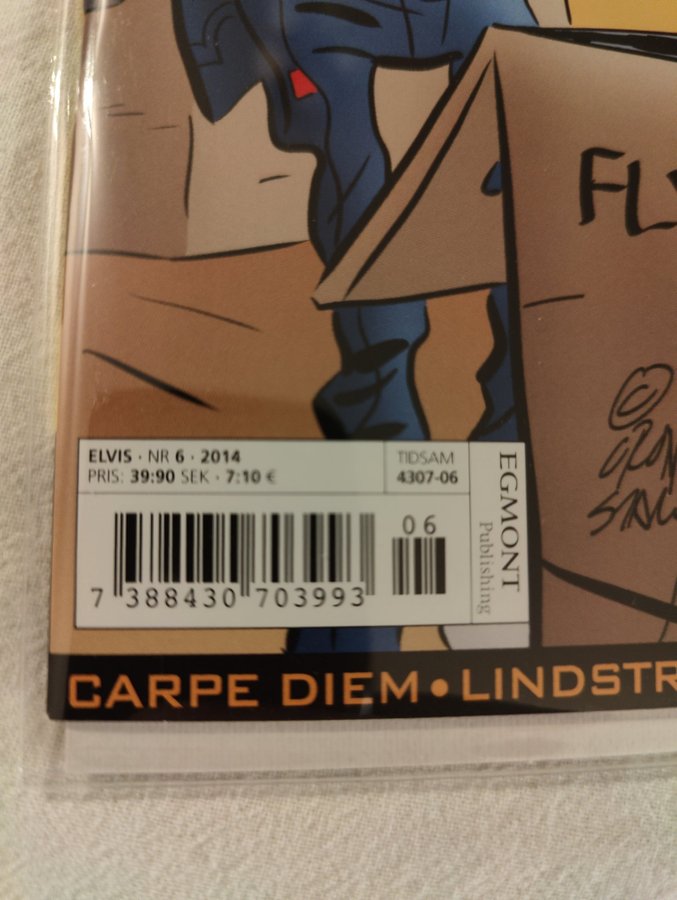 FL
©
ELVIS · NR 6 · 2014
PRIS: 39:90 SEK · 7:10 €
TIDSAM
4307-06
EGMONT
Publishing
06
7 388430 703993
CARPE DIEM • LINDSTR